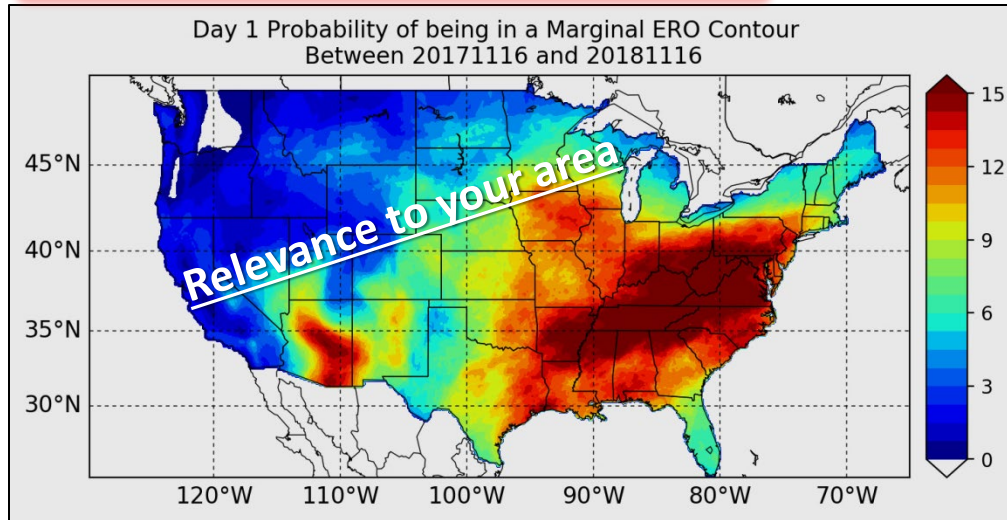 Day 1 Probability of being in a Marginal ERO Contour
Between 20171116 and 20181116
15
45°N
12
Relevance to your area
40°N
9
6
35°N
3
30°N
0
120°W 110°W 100°W 90°W 80°W 70°W